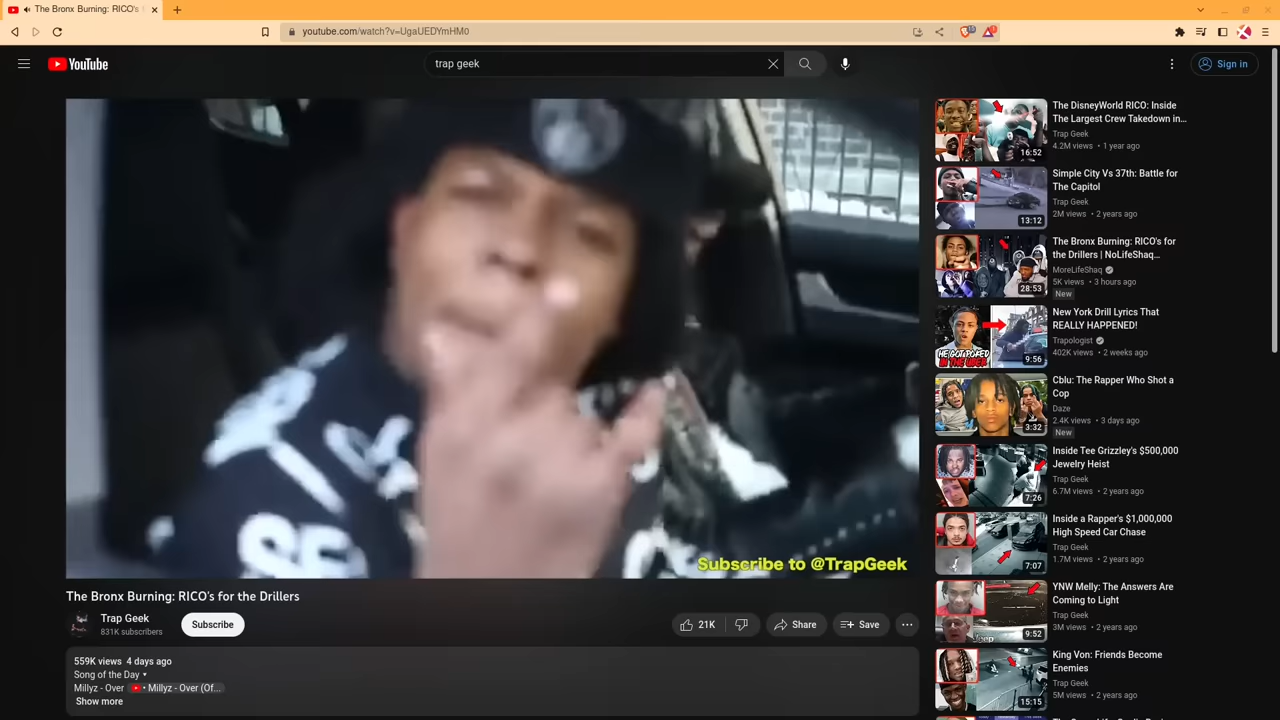 The Bronx Burning: RICO's
youtube.com/watch?v=UgaUEDYmHM0
YouTube
trap geek
Sign in
Subscribe to @TrapGeek
The Bronx Burning: RICO's for the Drillers
Trap Geek
831K subscribers
Subscribe
21K
Share
Save
559K views 4 days ago
Song of the Day
Millyz - Over • Millyz - Over (Of...
Show more
The DisneyWorld RICO: Inside
The Largest Crew Takedown in...
Trap Geek
4.2M views • 1 year ago
16:52
Simple City Vs 37th: Battle for
The Capitol
Trap Geek
2M views • 2 years ago
13:12
The Bronx Burning: RICO's for
the Drillers | NoLifeShaq...
MoreLifeShaq
5K views • 3 hours ago
28:53
New
New York Drill Lyrics That
REALLY HAPPENED!
Trapologist
402K views • 2 weeks ago
HE GOT POKED
IN THE
9:56
Cblu: The Rapper Who Shot a
Cop
Daze
2.4K views • 3 days ago
3:32
New
Inside Tee Grizzley's $500,000
Jewelry Heist
Trap Geek
6.7M views • 2 years ago
7:26
Inside a Rapper's $1,000,000
High Speed Car Chase
Trap Geek
1.7M views • 2 years ago
7:07
YNW Melly: The Answers Are
Coming to Light
Trap Geek
3M views • 2 years ago
Jeep
9:52
King Von: Friends Become
Enemies
Trap Geek
5M views • 2 years ago
15:15